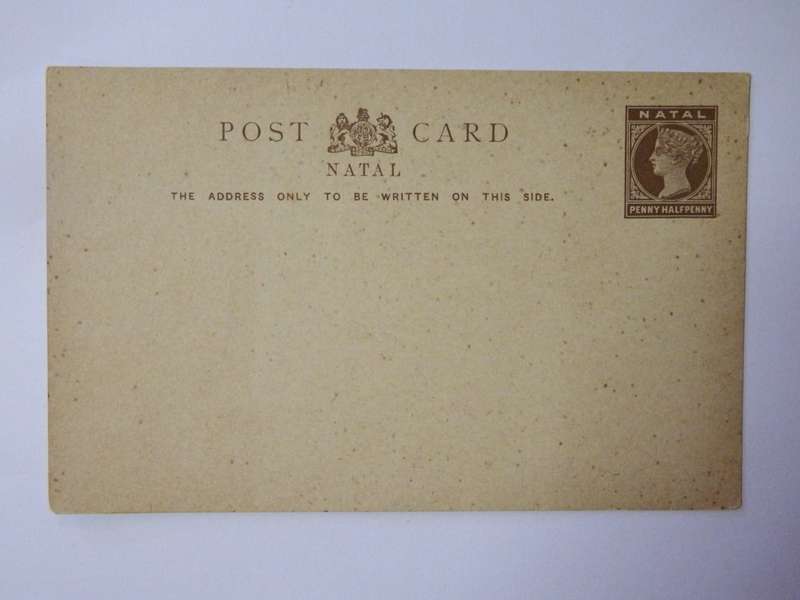 POST CARD
NATAL
THE ADDRESS ONLY TO BE WRITTEN ON THIS SIDE.
NATAL
PENNY HALFPENNY